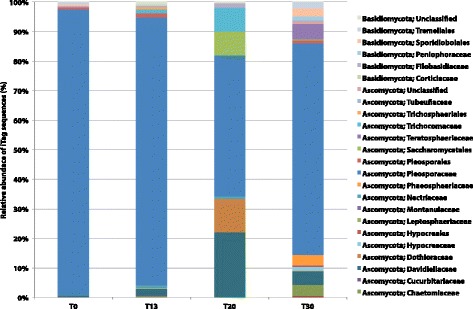 100%
90%
80%
70%
60%
50%
40%
30%
20%
10%
0%
Relative abundace of iTag sequences (%)
T0
T13
T20
T30
Basidiomycota; Unclassified
Basidiomycota; Tremellales
Basidiomycota; Sporidiobolales
Basidiomycota; Peniophoraceae
Basidiomycota; Filobasidiaceae
Basidiomycota; Corticiaceae
Ascomycota; Unclassified
Ascomycota; Tubeufiaceae
Ascomycota; Trichosphaeriales
Ascomycota; Trichocomaceae
Ascomycota; Teratosphaeriaceae
Ascomycota; Saccharomycetales
Ascomycota; Pleosporales
Ascomycota; Pleosporaceae
Ascomycota; Phaeosphaeriaceae
Ascomycota; Nectriaceae
Ascomycota; Montagnulaceae
Ascomycota; Leptosphaeriaceae
Ascomycota; Hypocreales
Ascomycota; Hypocreaceae
Ascomycota; Dothioraceae
Ascomycota; Davidiellaceae
Ascomycota; Cucurbitariaceae
Ascomycota; Chaetomiaceae